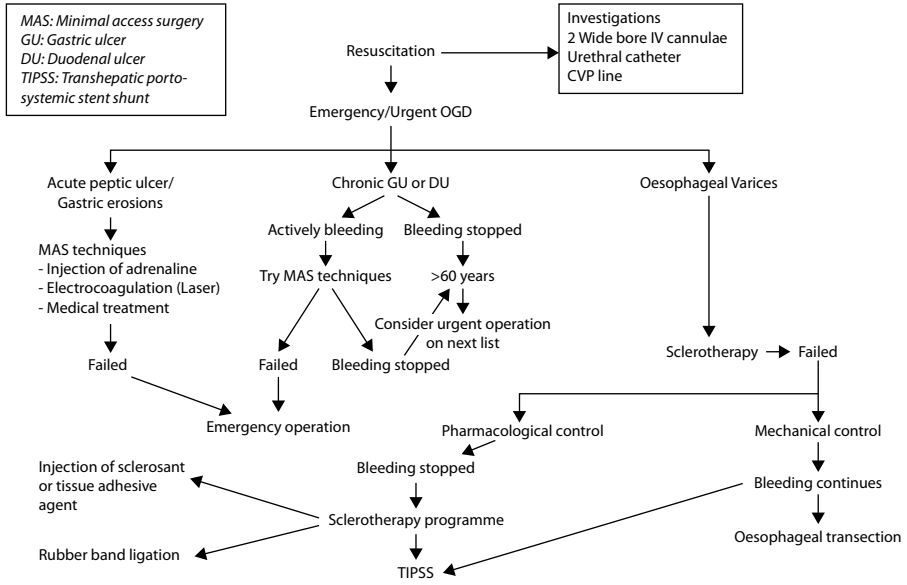 MAS: Minimal access surgery
GU: Gastric ulcer
DU: Duodenal ulcer
TIPSS: Transhepatic porto-
systemic stent shunt
Resuscitation
Investigations
2 Wide bore IV cannulae
Urethral catheter
CVP line
Emergency/Urgent OGD
Acute peptic ulcer/
Gastric erosions
Chronic GU or DU
Oesophageal Varices
MAS techniques
- Injection of adrenaline
- Electrocoagulation (Laser)
- Medical treatment
Actively bleeding
Bleeding stopped
Try MAS techniques
>60 years
Consider urgent operation
on next list
Failed
Failed
Bleeding stopped
Sclerotherapy
Failed
Emergency operation
Pharmacological control
Mechanical control
Bleeding stopped
Bleeding continues
Injection of sclerosant
or tissue adhesive
agent
Sclerotherapy programme
Oesophageal transection
Rubber band ligation
TIPSS